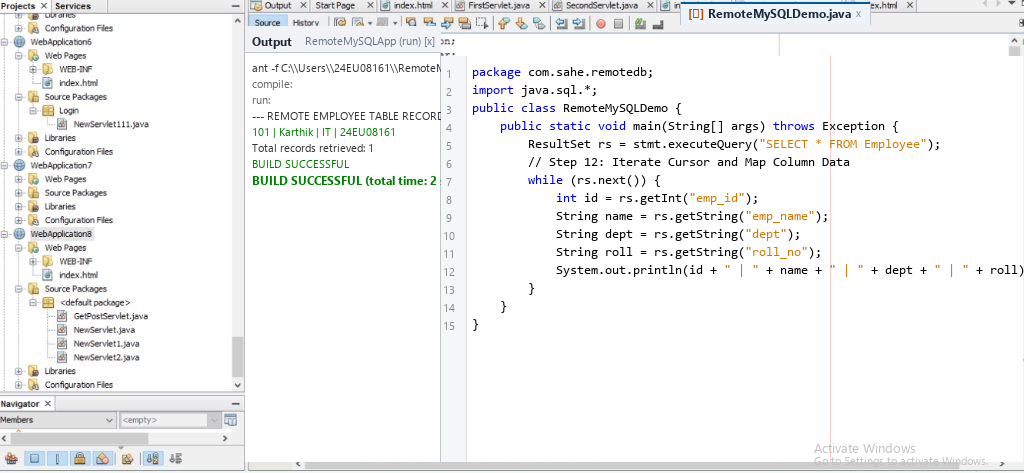 Projects × Services
Libraries
Configuration Files
WebApplication6
Web Pages
WEB-INF
index.html
Source Packages
Login
NewServlet111.java
Libraries
Configuration Files
WebApplication7
Web Pages
Source Packages
Libraries
Configuration Files
WebApplication8
Web Pages
WEB-INF
index.html
Source Packages
<default package>
GetPostServlet.java
NewServlet.java
NewServlet1.java
NewServlet2.java
Libraries
Configuration Files
Navigator ×
Members <empty>
Output × Start Page × index.html × FirstServlet.java × SecondServlet.java ×
[] RemoteMySQLDemo.java x
ex.html ×
Source History
Output RemoteMySQLApp (run) [x]
ant -f C:\\Users\\24EU08161\\RemoteM
compile:
run:
--- REMOTE EMPLOYEE TABLE RECORD
101 | Karthik | IT | 24EU08161
Total records retrieved: 1
BUILD SUCCESSFUL
BUILD SUCCESSFUL (total time: 2 s
on;
1 package com.sahe.remotedb;
2 import java.sql.*;
3 public class RemoteMySQLDemo {
4 public static void main(String[] args) throws Exception {
5 ResultSet rs = stmt.executeQuery("SELECT * FROM Employee");
6 // Step 12: Iterate Cursor and Map Column Data
7 while (rs.next()) {
8 int id = rs.getInt("emp_id");
9 String name = rs.getString("emp_name");
10 String dept = rs.getString("dept");
11 String roll = rs.getString("roll_no");
12 System.out.println(id + " | " + name + " | " + dept + " | " + roll)
13 }
14 }
15 }
Activate Windows
Go to Settings to activate Windows.